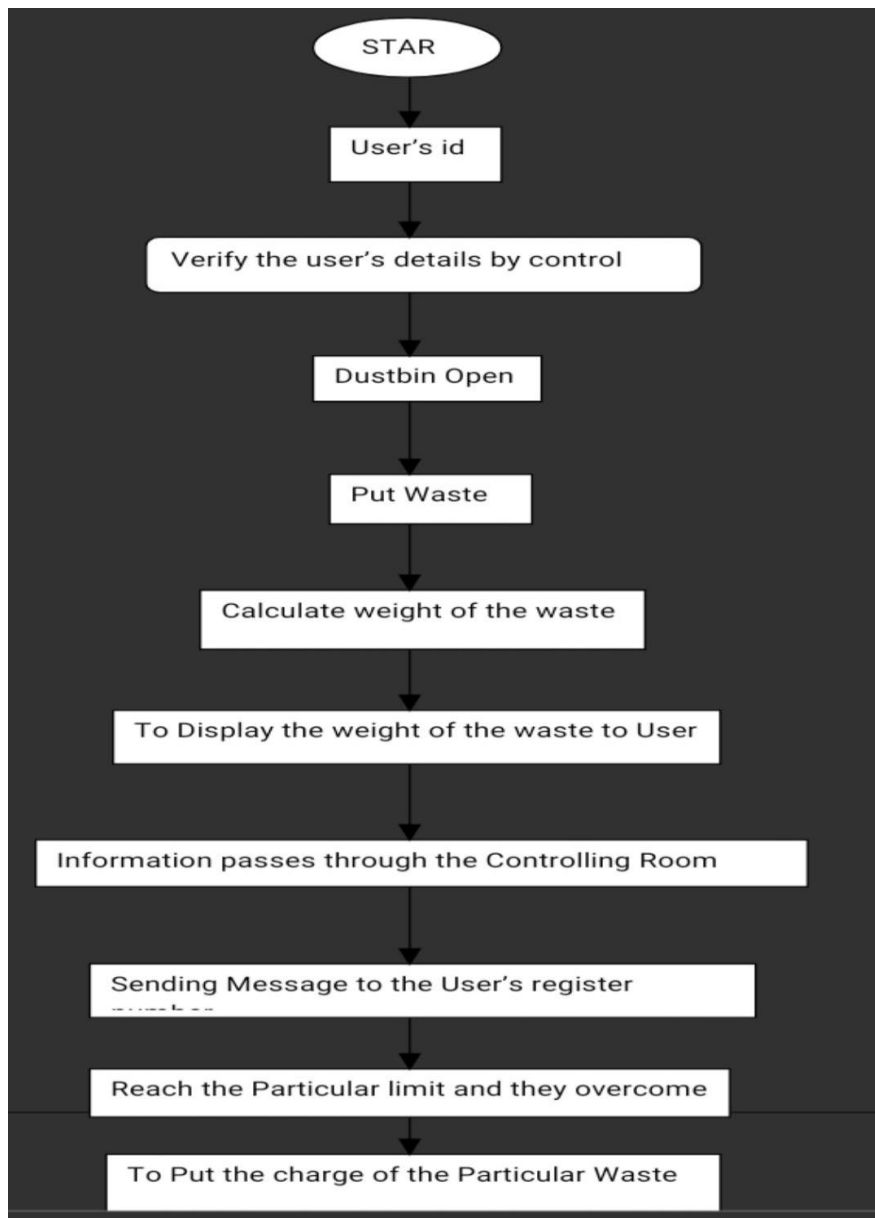 STAR
User’s id
Verify the user’s details by control
Dustbin Open
Put Waste
Calculate weight of the waste
To Display the weight of the waste to User
Information passes through the Controlling Room
Sending Message to the User’s register
Reach the Particular limit and they overcome
To Put the charge of the Particular Waste